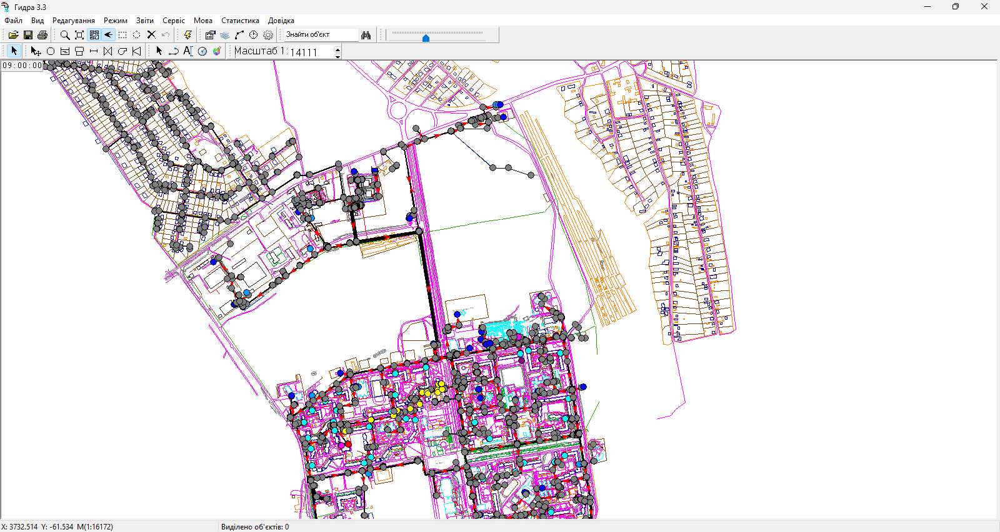 Гидра 3.3
Файл Вид Редагування Режим Звіти Сервіс Мова Статистика Довідка
Знайти об'єкт
Масштаб 1: 14111
09:00:00
X: 3732.514 Y: -61.534 M(1:16172) Виділено об'єктів: 0